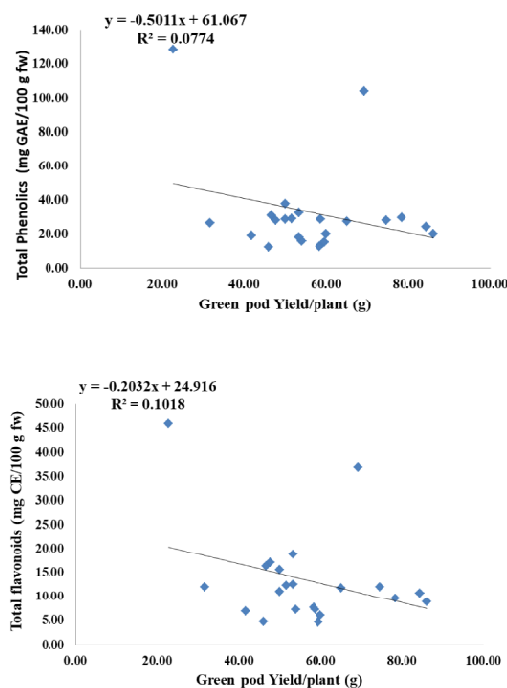 y = -0.5011x + 61.067
R² = 0.0774
140.00
120.00
100.00
80.00
60.00
40.00
20.00
0.00
Total Phenolics (mg GAE/100 g fw)
0.00 20.00 40.00 60.00 80.00 100.00
Green pod Yield/plant (g)
y = -0.2032x + 24.916
R² = 0.1018
5000
4500
4000
3500
3000
2500
2000
1500
1000
5.00
0.00
Total flavonoids (mg CE/100 g fw)
0.00 20.00 40.00 60.00 80.00 100.00
Green pod Yield/plant (g)